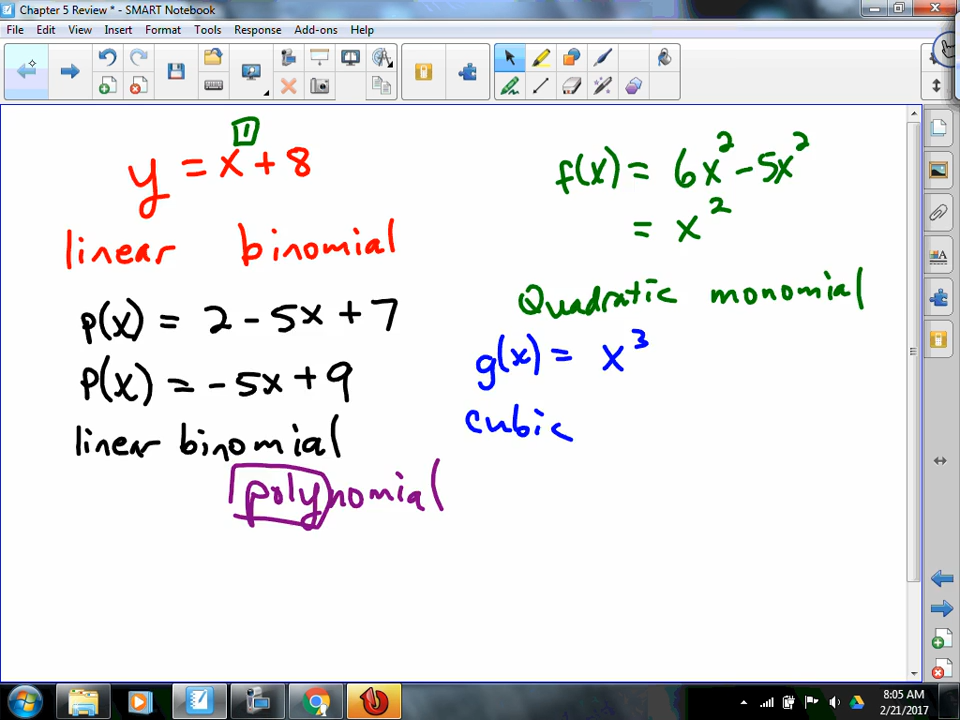 Chapter 5 Review * - SMART Notebook
File Edit View Insert Format Tools Response Add-ons Help
1
y = x + 8
linear binomial
p(x) = 2 - 5x + 7
P(x) = -5x + 9
linear binomial
polynomial
f(x) = 6x² - 5x²
= x²
Quadratic monomial
g(x) = x³
cubic
8:05 AM
2/21/2017